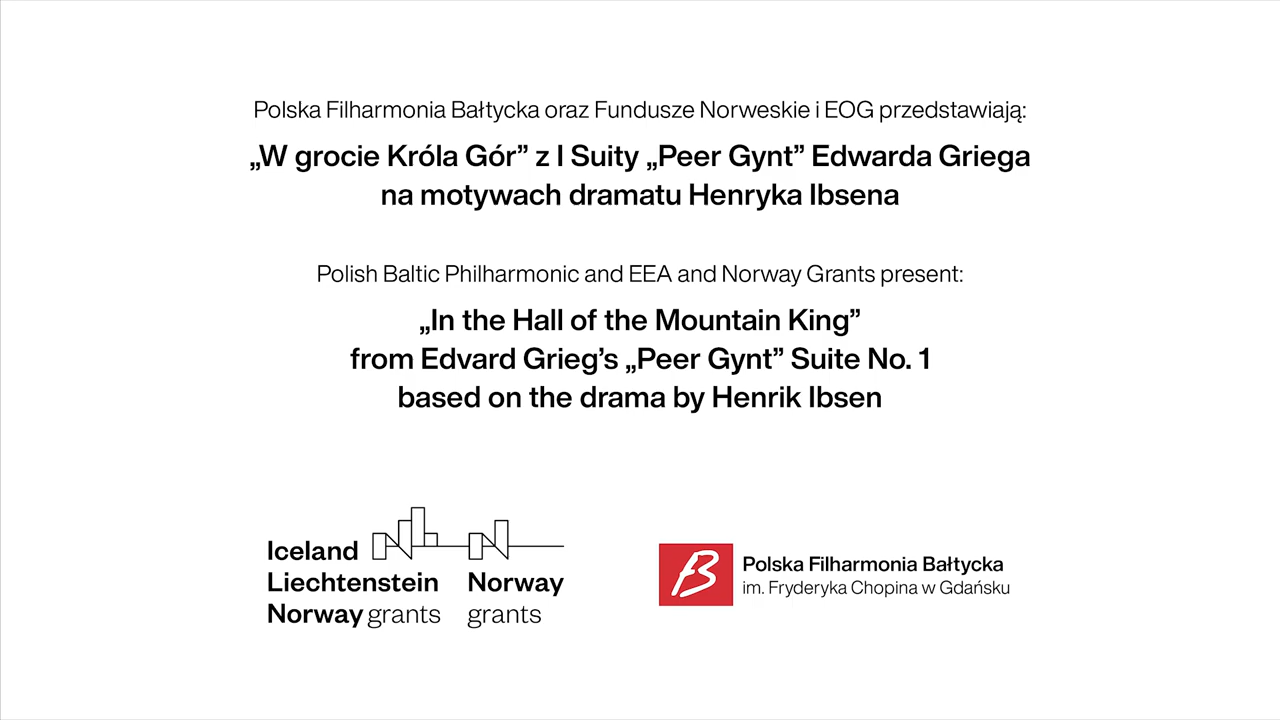 Polska Filharmonia Bałtycka oraz Fundusze Norweskie i EOG przedstawiają:
„W grocie Króla Gór” z I Suity „Peer Gynt” Edwarda Griega
na motywach dramatu Henryka Ibsena
Polish Baltic Philharmonic and EEA and Norway Grants present:
„In the Hall of the Mountain King”
from Edvard Grieg’s „Peer Gynt” Suite No. 1
based on the drama by Henrik Ibsen
Iceland
Liechtenstein
Norway grants
Norway
grants
B
Polska Filharmonia Bałtycka
im. Fryderyka Chopina w Gdańsku